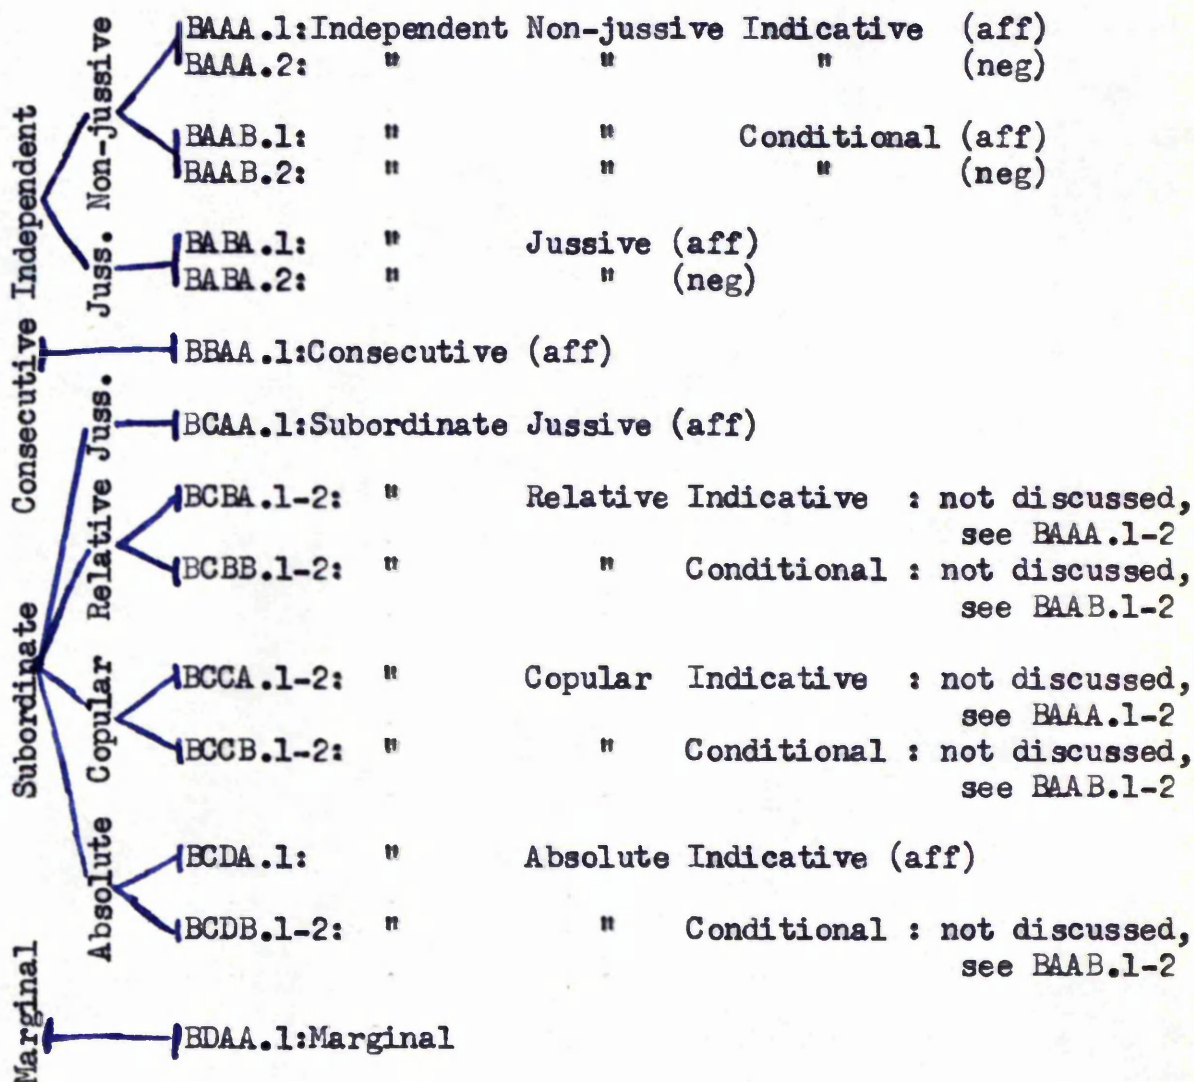 BAAA.1:Independent Non-jussive Indicative (aff)
BAAA.2: " " " (neg)
BAAB.1: " " Conditional (aff)
BAAB.2: " " " (neg)
BABA.1: " Jussive (aff)
BABA.2: " " (neg)
BBAA.1:Consecutive (aff)
BCAA.1:Subordinate Jussive (aff)
BCBA.1-2: " Relative Indicative : not discussed,
see BAAA.1-2
BCBB.1-2: " " Conditional : not discussed,
see BAAB.1-2
BCCA.1-2: " Copular Indicative : not discussed,
see BAAA.1-2
BCCB.1-2: " " Conditional : not discussed,
see BAAB.1-2
BCDA.1: " Absolute Indicative (aff)
BCDB.1-2: " " Conditional : not discussed,
see BAAB.1-2
BDAA.1:Marginal
Marginal Subordinate Consecutive Independent
Absolute Copular Relative Juss. Juss. Non-jussive